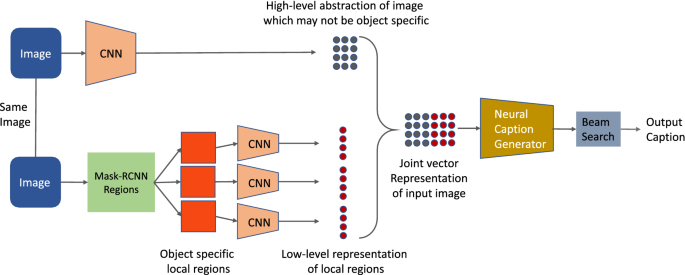 High-level abstraction of image
which may not be object specific
Image
CNN
Same
Image
Image
Mask-RCNN
Regions
CNN
CNN
CNN
Object specific
local regions
Low-level representation
of local regions
Joint vector
Representation
of input image
Neural
Caption
Generator
Beam
Search
Output
Caption